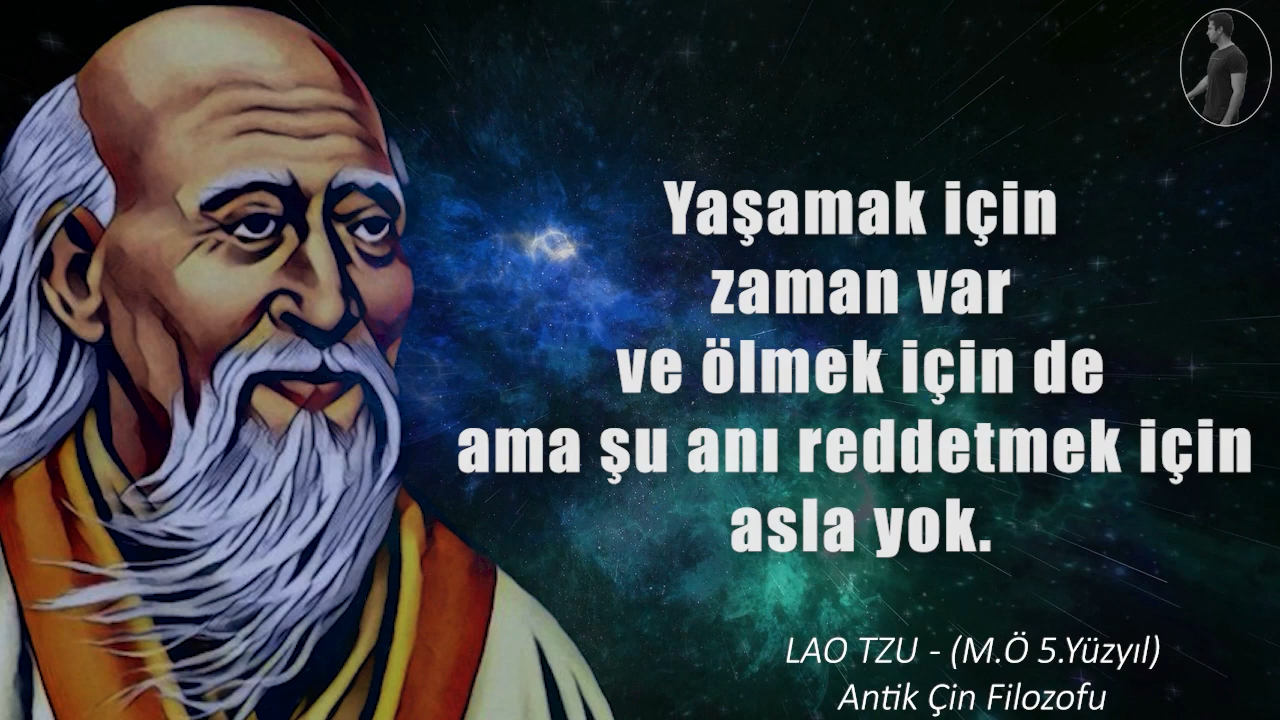 Yaşamak için
zaman var
ve ölmek için de
ama şu anı reddetmek için
asla yok.
LAO TZU - (M.Ö 5.Yüzyıl)
Antik Çin Filozofu